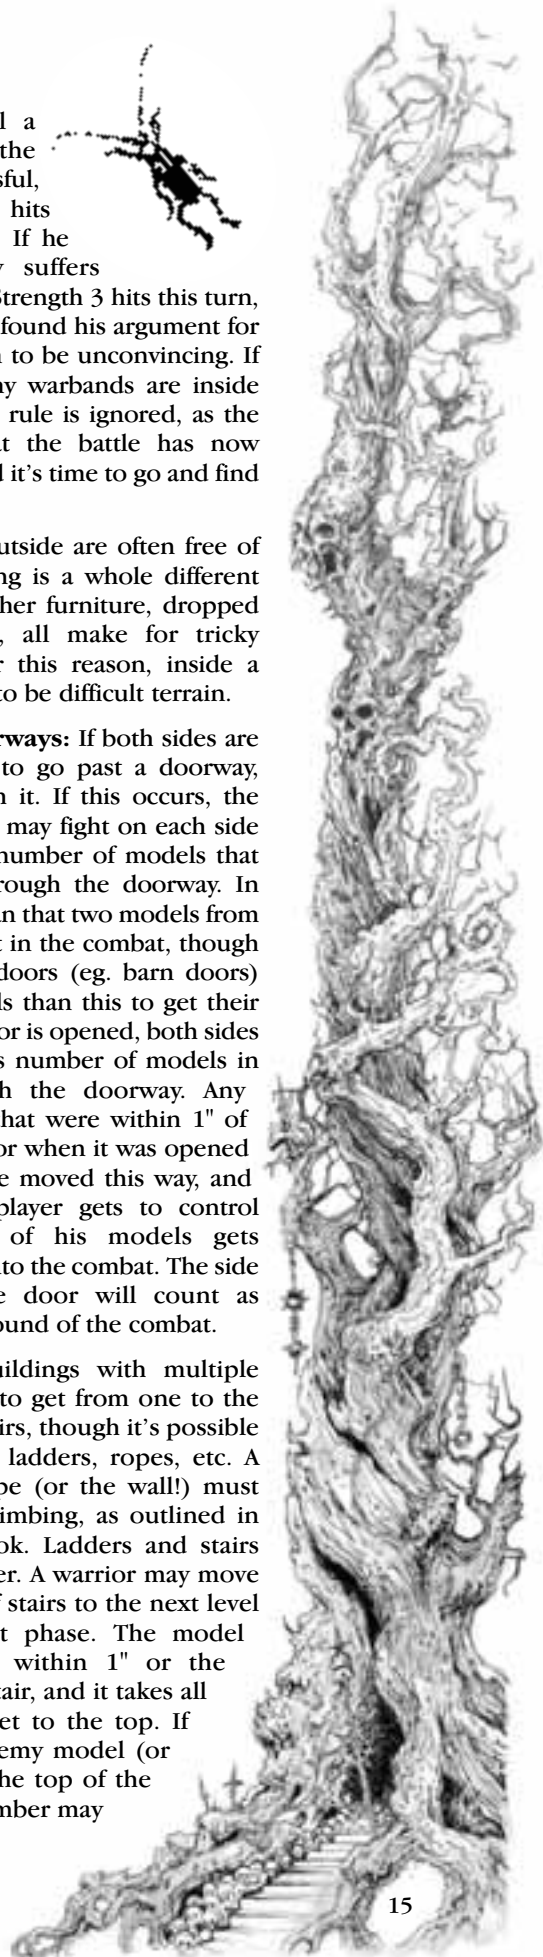 l a
the
sful,
hits
If he
y suffers
Strength 3 hits this turn,
found his argument for
n to be unconvincing. If
ny warbands are inside
rule is ignored, as the
at the battle has now
d it's time to go and find
utside are often free of
ng is a whole different
ther furniture, dropped
, all make for tricky
r this reason, inside a
to be difficult terrain.
rways: If both sides are
to go past a doorway,
n it. If this occurs, the
may fight on each side
number of models that
rough the doorway. In
an that two models from
t in the combat, though
doors (eg. barn doors)
ls than this to get their
or is opened, both sides
s number of models in
h the doorway. Any
that were within 1" of
or when it was opened
e moved this way, and
player gets to control
of his models gets
nto the combat. The side
e door will count as
ound of the combat.
uildings with multiple
to get from one to the
irs, though it's possible
ladders, ropes, etc. A
pe (or the wall!) must
limbing, as outlined in
ok. Ladders and stairs
er. A warrior may move
f stairs to the next level
t phase. The model
within 1" or the
tair, and it takes all
et to the top. If
emy model (or
he top of the
mber may
15